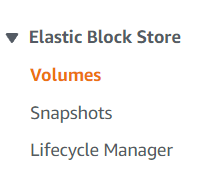 Elastic Block Store
Volumes
Snapshots
Lifecycle Manager